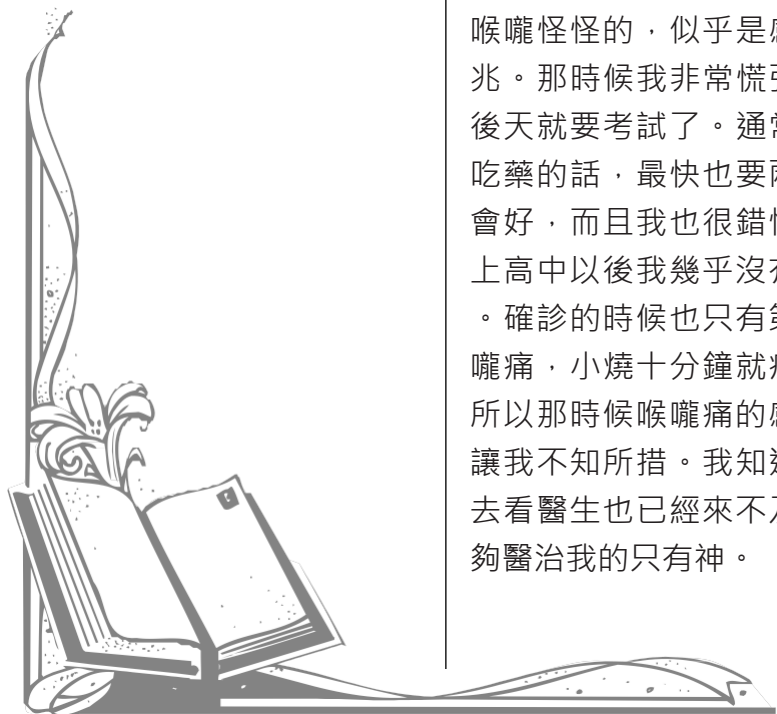 喉嚨怪怪的，似乎是
兆。那時候我非常慌
後天就要考試了。通
吃藥的話，最快也要
會好，而且我也很錯
上高中以後我幾乎沒
。確診的時候也只有
嚨痛，小燒十分鐘就
所以那時候喉嚨痛的
讓我不知所措。我知
去看醫生也已經來不
夠醫治我的只有神。